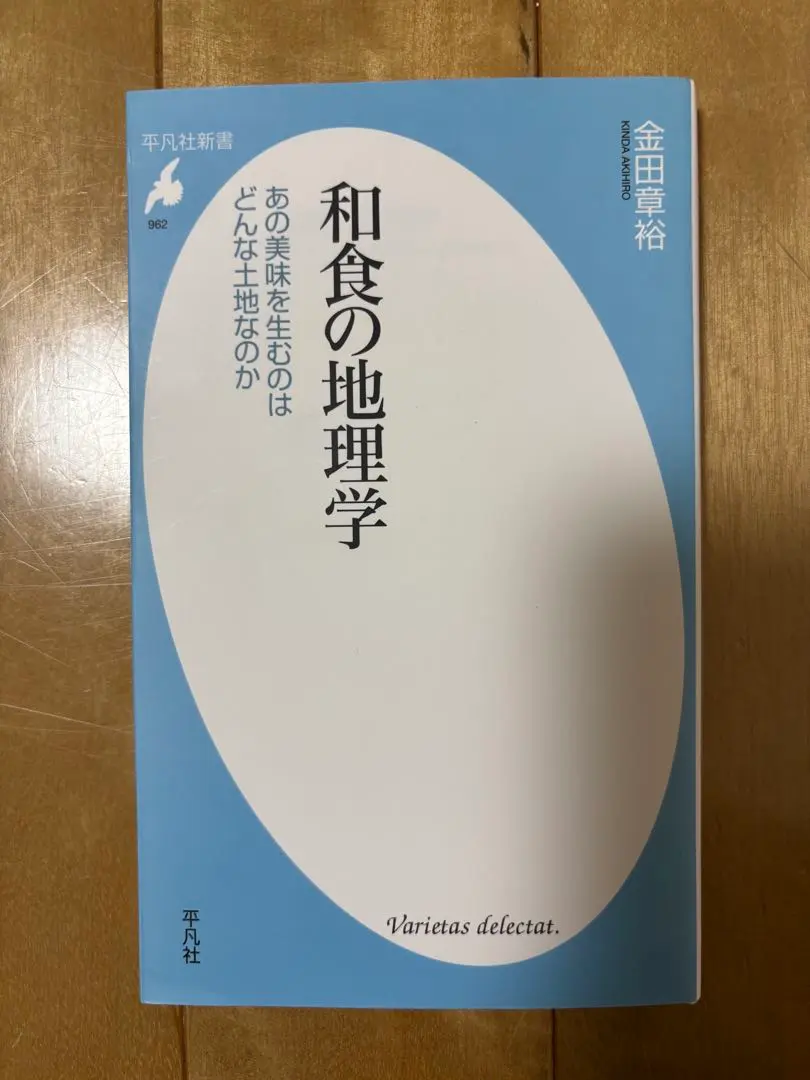 金田章裕
KINDA AKIHIRO
和食の地理学
あの美味を生むのは
どんな土地なのか
平凡社新書
962
Varietas delectat.
平凡社